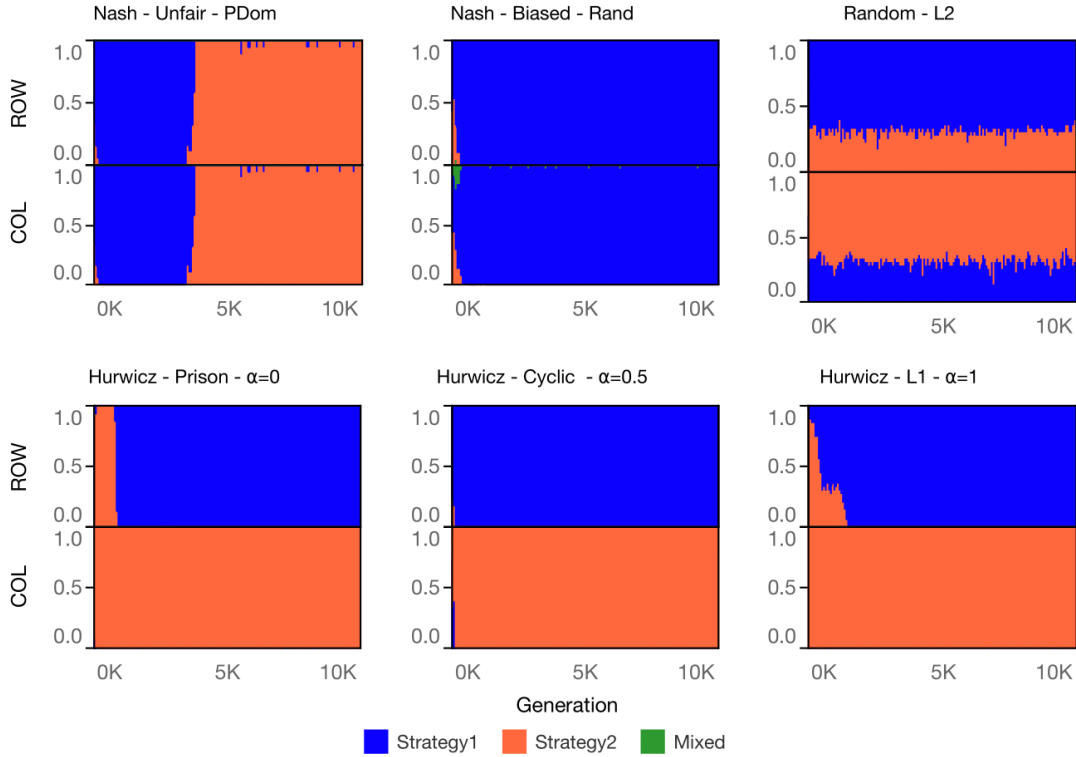 Nash - Unfair - PDom
Nash - Biased - Rand
Random - L2
ROW
1.0
0.5
0.0
1.0
0.5
0.0
1.0
0.5
0.0
COL
1.0
0.5
0.0
1.0
0.5
0.0
1.0
0.5
0.0
0K 5K 10K
0K 5K 10K
0K 5K 10K
Hurwicz - Prison - α=0
Hurwicz - Cyclic - α=0.5
Hurwicz - L1 - α=1
ROW
1.0
0.5
0.0
1.0
0.5
0.0
1.0
0.5
0.0
COL
1.0
0.5
0.0
1.0
0.5
0.0
1.0
0.5
0.0
0K 5K 10K
0K 5K 10K
0K 5K 10K
Generation
Strategy1 Strategy2 Mixed